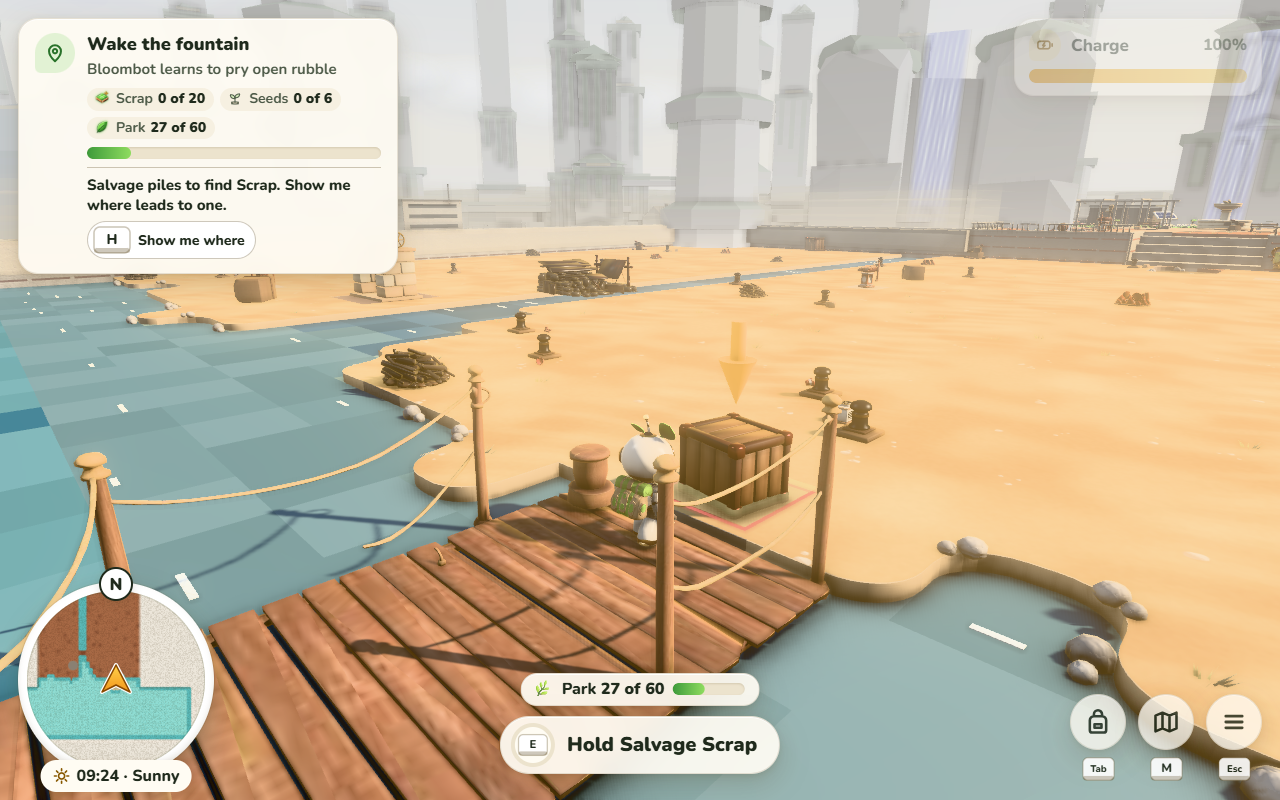 Wake the fountain
Bloombot learns to pry open rubble
Scrap 0 of 20 Seeds 0 of 6
Park 27 of 60
Salvage piles to find Scrap. Show me
where leads to one.
H Show me where
Charge 100%
N
09:24 · Sunny
Park 27 of 60
E Hold Salvage Scrap
Tab M Esc